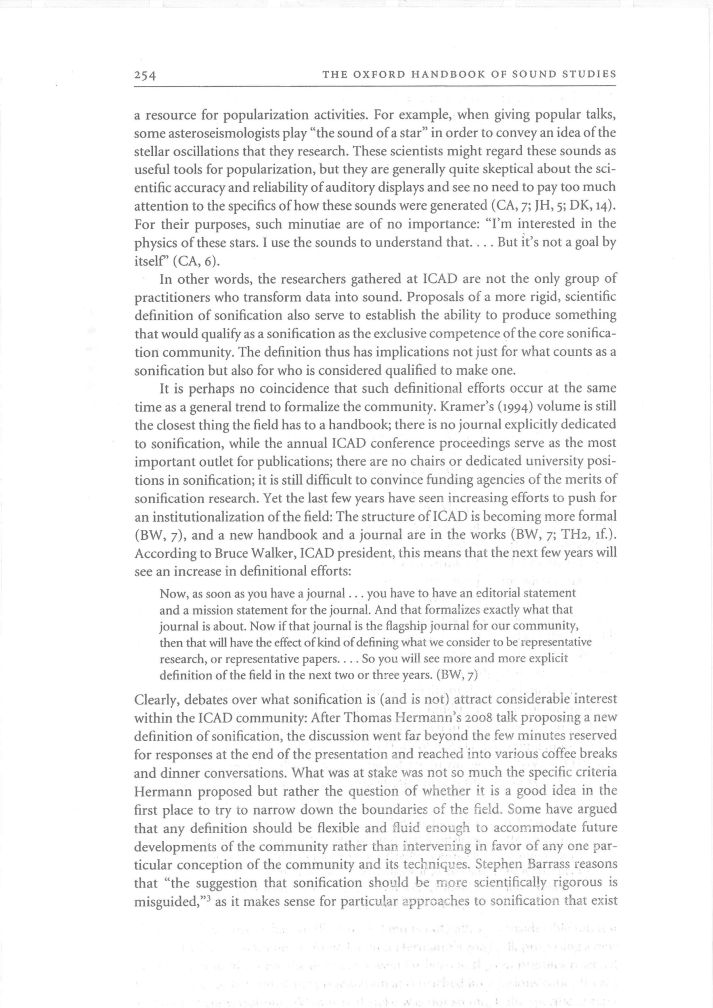 254 THE OXFORD HANDBOOK OF SOUND STUDIES
a resource for popularization activities. For example, when giving popular talks,
some asteroseismologists play “the sound of a star” in order to convey an idea of the
stellar oscillations that they research. These scientists might regard these sounds as
useful tools for popularization, but they are generally quite skeptical about the sci-
entific accuracy and reliability of auditory displays and see no need to pay too much
attention to the specifics of how these sounds were generated (CA, 7; JH, 5; DK, 14).
For their purposes, such minutiae are of no importance: “I’m interested in the
physics of these stars. I use the sounds to understand that. . . . But it’s not a goal by
itself” (CA, 6).
In other words, the researchers gathered at ICAD are not the only group of
practitioners who transform data into sound. Proposals of a more rigid, scientific
definition of sonification also serve to establish the ability to produce something
that would qualify as a sonification as the exclusive competence of the core sonifica-
tion community. The definition thus has implications not just for what counts as a
sonification but also for who is considered qualified to make one.
It is perhaps no coincidence that such definitional efforts occur at the same
time as a general trend to formalize the community. Kramer’s (1994) volume is still
the closest thing the field has to a handbook; there is no journal explicitly dedicated
to sonification, while the annual ICAD conference proceedings serve as the most
important outlet for publications; there are no chairs or dedicated university posi-
tions in sonification; it is still difficult to convince funding agencies of the merits of
sonification research. Yet the last few years have seen increasing efforts to push for
an institutionalization of the field: The structure of ICAD is becoming more formal
(BW, 7), and a new handbook and a journal are in the works (BW, 7; TH2, 1f.).
According to Bruce Walker, ICAD president, this means that the next few years will
see an increase in definitional efforts:
Now, as soon as you have a journal . . . you have to have an editorial statement
and a mission statement for the journal. And that formalizes exactly what that
journal is about. Now if that journal is the flagship journal for our community,
then that will have the effect of kind of defining what we consider to be representative
research, or representative papers. . . . So you will see more and more explicit
definition of the field in the next two or three years. (BW, 7)
Clearly, debates over what sonification is (and is not) attract considerable interest
within the ICAD community: After Thomas Hermann’s 2008 talk proposing a new
definition of sonification, the discussion went far beyond the few minutes reserved
for responses at the end of the presentation and reached into various coffee breaks
and dinner conversations. What was at stake was not so much the specific criteria
Hermann proposed but rather the question of whether it is a good idea in the
first place to try to narrow down the boundaries of the field. Some have argued
that any definition should be flexible and fluid enough to accommodate future
developments of the community rather than intervening in favor of any one par-
ticular conception of the community and its techniques. Stephen Barrass reasons
that “the suggestion that sonification should be more scientifically rigorous is
misguided,”3 as it makes sense for particular approaches to sonification that exist